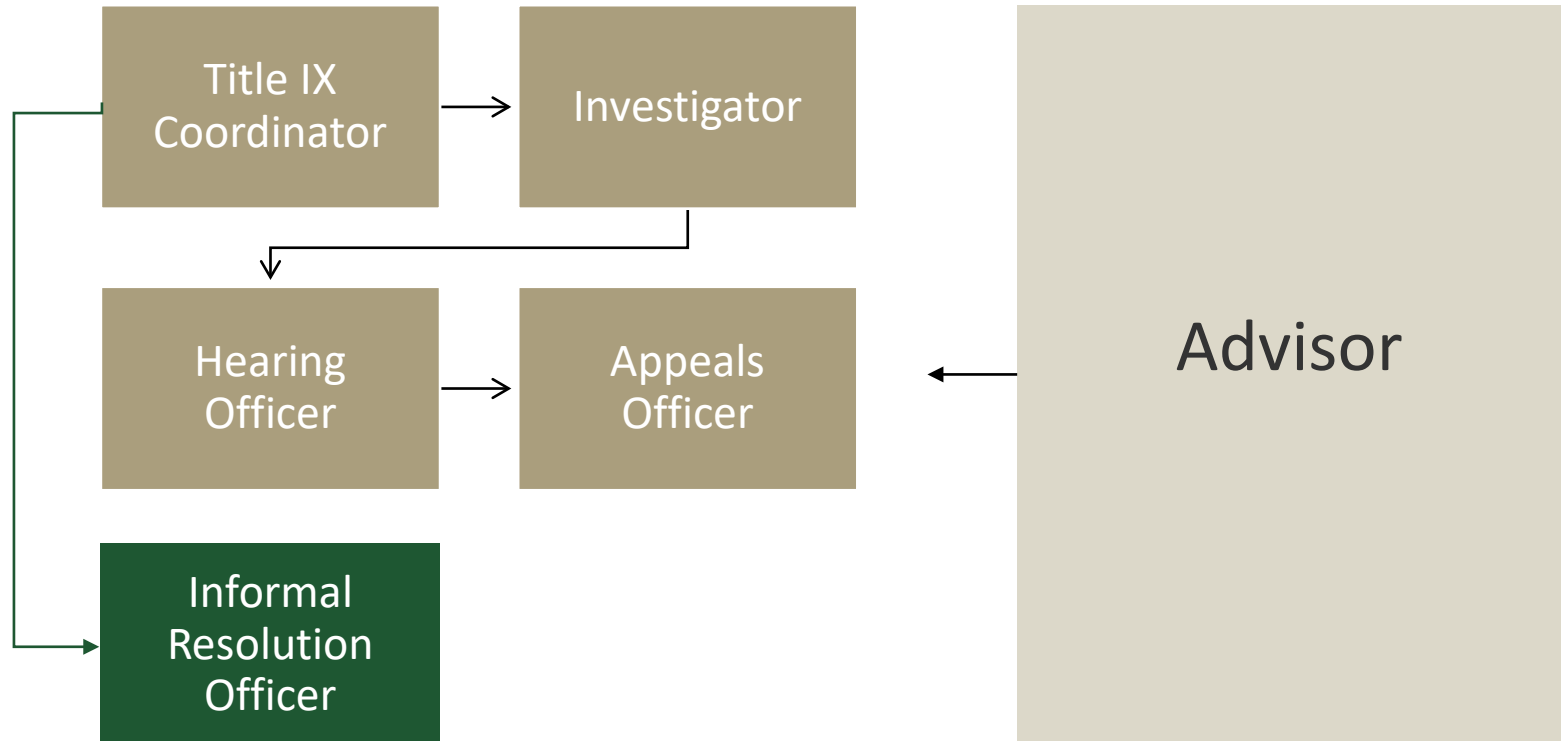 Title IX
Coordinator
Investigator
Hearing
Officer
Appeals
Officer
Informal
Resolution
Officer
Advisor